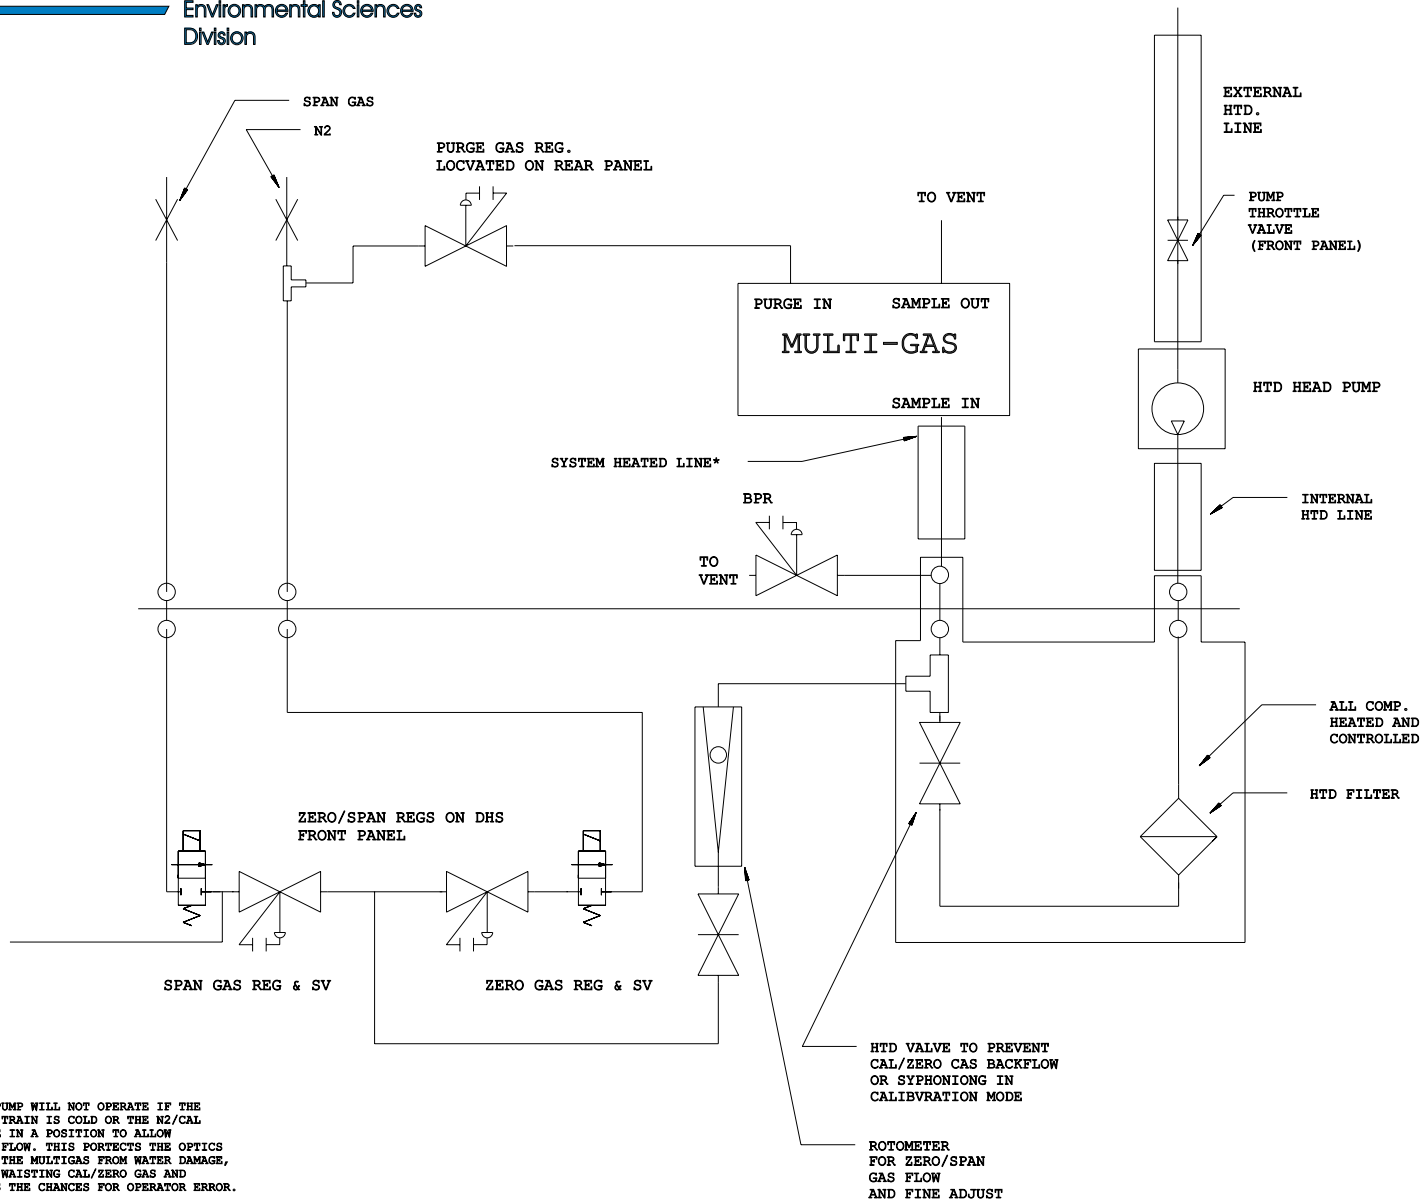 Environmental Sciences
Division
SPAN GAS
N2
PURGE GAS REG.
LOCVATED ON REAR PANEL
TO VENT
EXTERNAL
HTD.
LINE
PUMP
THROTTLE
VALVE
(FRONT PANEL)
PURGE IN
SAMPLE OUT
MULTI-GAS
SAMPLE IN
HTD HEAD PUMP
SYSTEM HEATED LINE*
BPR
TO
VENT
INTERNAL
HTD LINE
ALL COMP.
HEATED AND
CONTROLLED
HTD FILTER
ZERO/SPAN REGS ON DHS
FRONT PANEL
SPAN GAS REG & SV
ZERO GAS REG & SV
HTD VALVE TO PREVENT
CAL/ZERO CAS BACKFLOW
OR SYPHONIONG IN
CALIBVRATION MODE
ROTOMETER
FOR ZERO/SPAN
GAS FLOW
AND FINE ADJUST
PUMP WILL NOT OPERATE IF THE
TRAIN IS COLD OR THE N2/CAL
IN A POSITION TO ALLOW
FLOW. THIS PORTECTS THE OPTICS
THE MULTIGAS FROM WATER DAMAGE,
WAISTING CAL/ZERO GAS AND
THE CHANCES FOR OPERATOR ERROR.